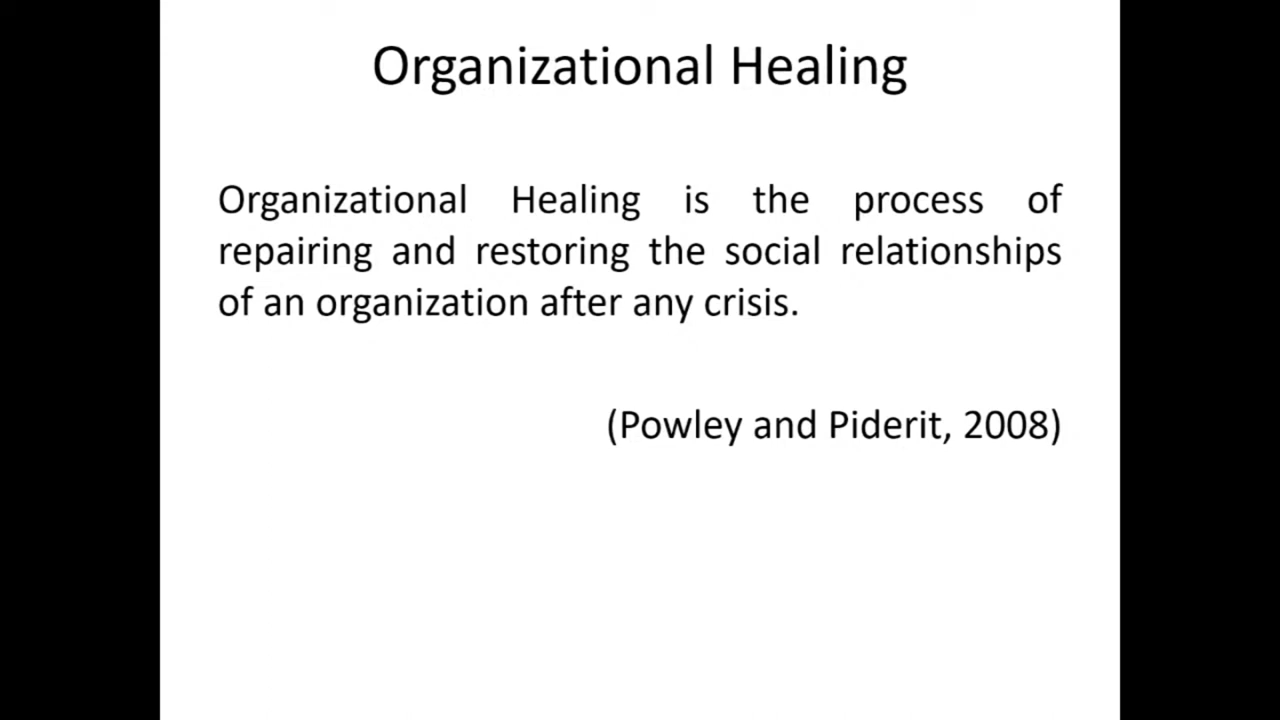 Organizational Healing
Organizational Healing is the process of
repairing and restoring the social relationships
of an organization after any crisis.
(Powley and Piderit, 2008)